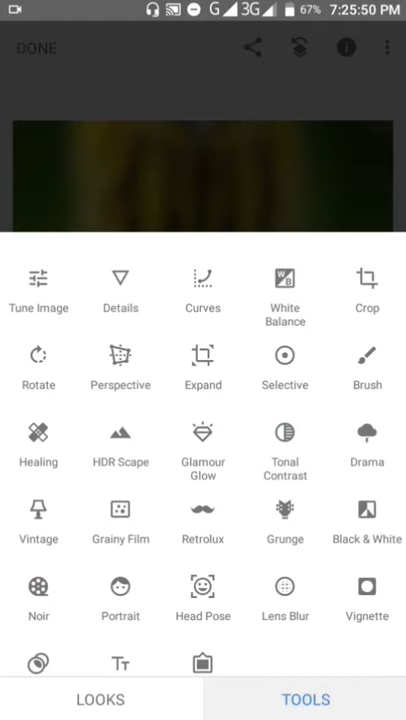 G 3G 67% 7:25:50 PM
DONE
Tune Image Details Curves White Balance Crop
Rotate Perspective Expand Selective Brush
Healing HDR Scape Glamour Glow Tonal Contrast Drama
Vintage Grainy Film Retrolux Grunge Black & White
Noir Portrait Head Pose Lens Blur Vignette
LOOKS TOOLS